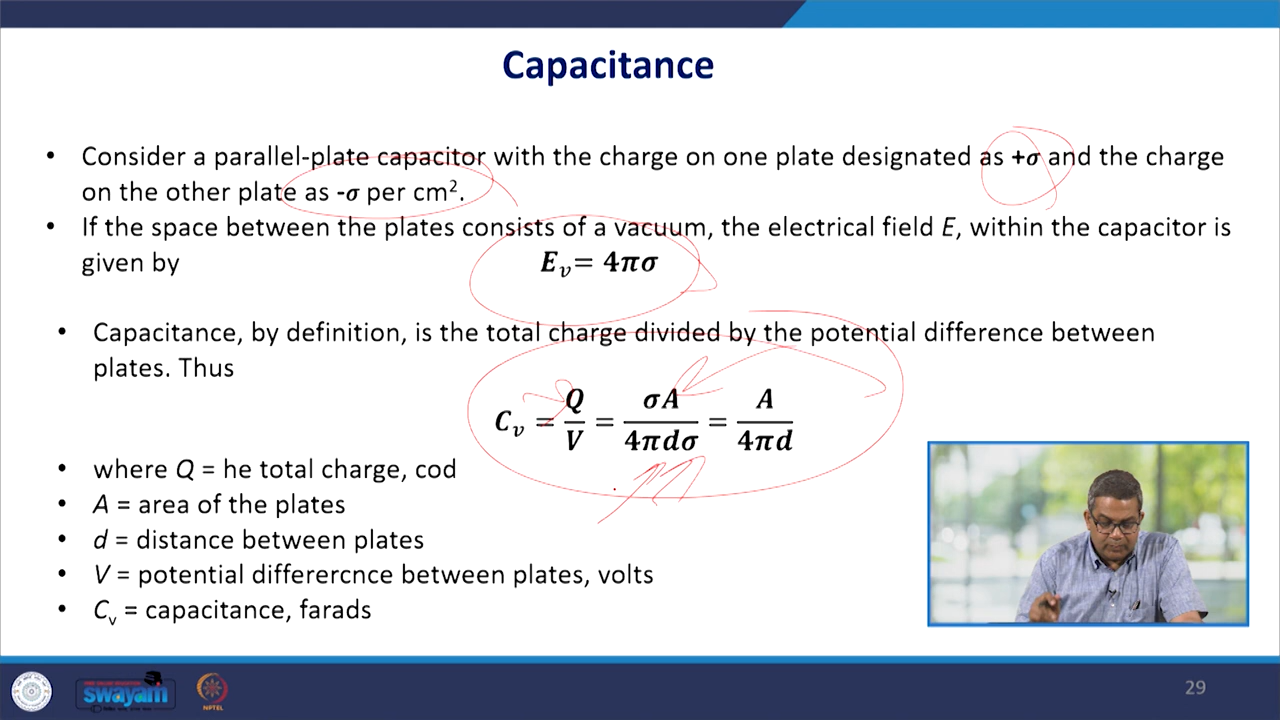 Capacitance
• Consider a parallel-plate capacitor with the charge on one plate designated as +σ and the charge
on the other plate as -σ per cm².
• If the space between the plates consists of a vacuum, the electrical field E, within the capacitor is
given by
Eᵥ= 4πσ
• Capacitance, by definition, is the total charge divided by the potential difference between
plates. Thus
Cᵥ = Q/V = σA/4πdσ = A/4πd
• where Q = he total charge, cod
• A = area of the plates
• d = distance between plates
• V = potential differercnce between plates, volts
• Cᵥ = capacitance, farads
swayam
NPTEL
29